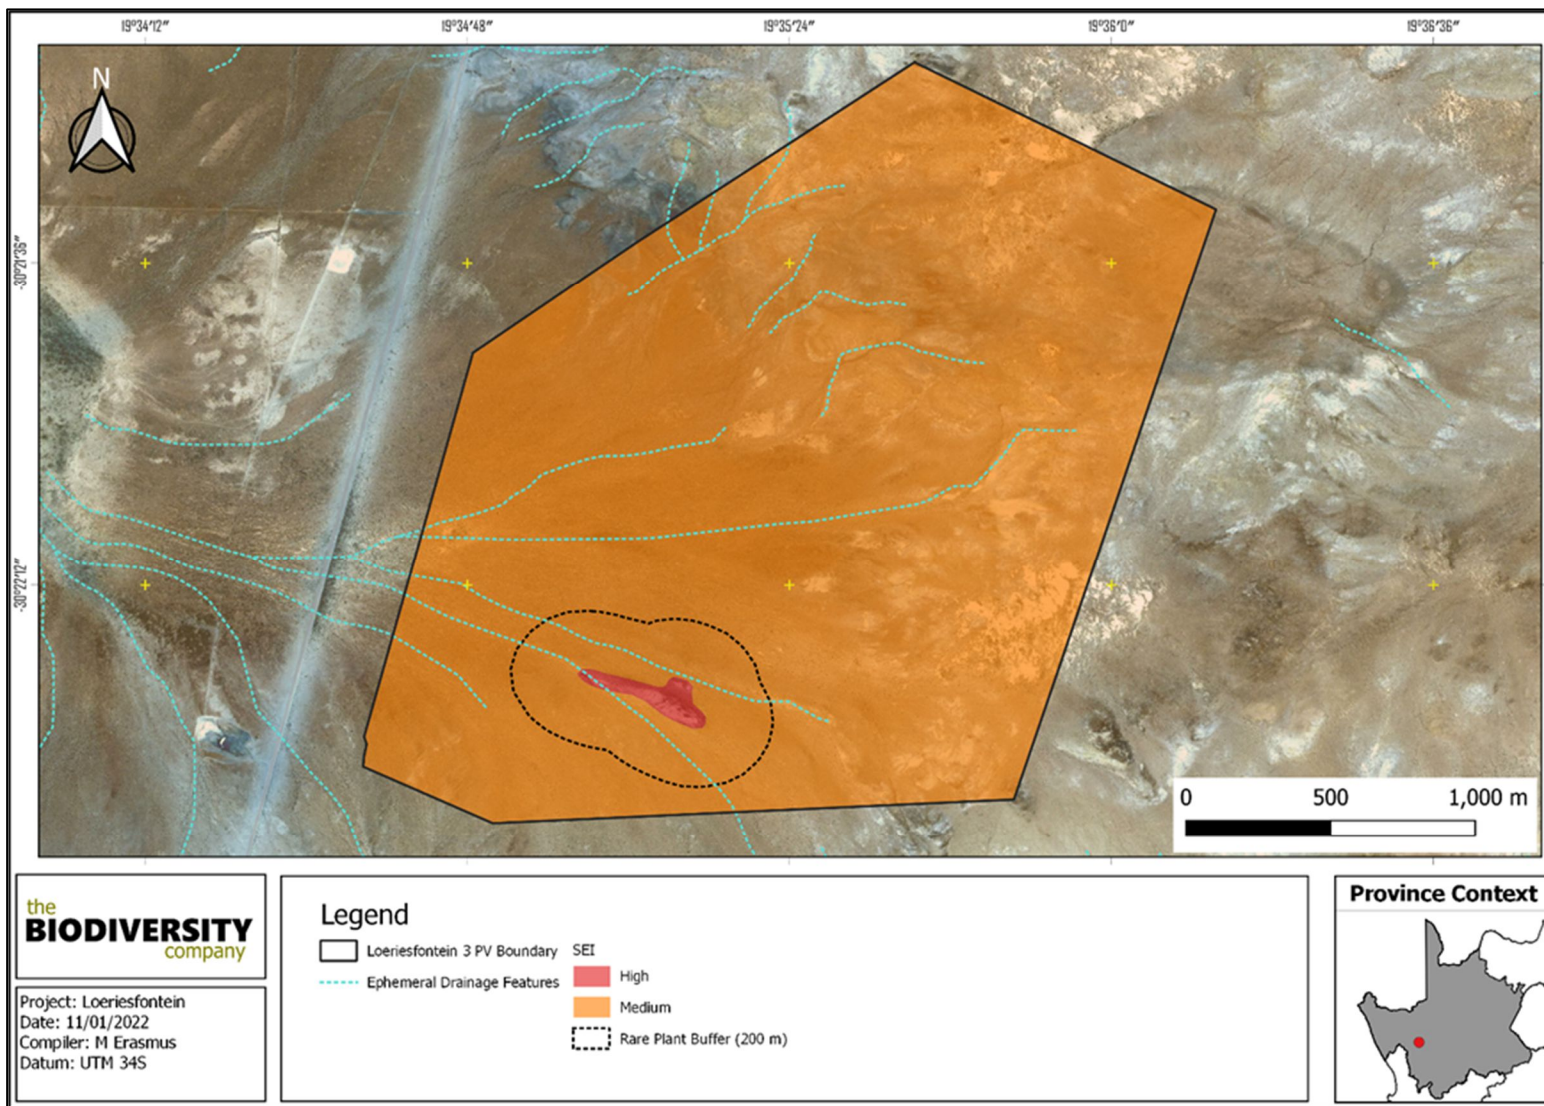 19°34'12"
19°34'48"
19°35'24"
19°36'0"
19°36'36"
N
-30°21'36"
-30°22'12"
0 500 1,000 m
the
BIODIVERSITY
company
Project: Loeriesfontein
Date: 11/01/2022
Compiler: M Erasmus
Datum: UTM 34S
Legend
Loeriesfontein 3 PV Boundary
Ephemeral Drainage Features
SEI
High
Medium
Rare Plant Buffer (200 m)
Province Context